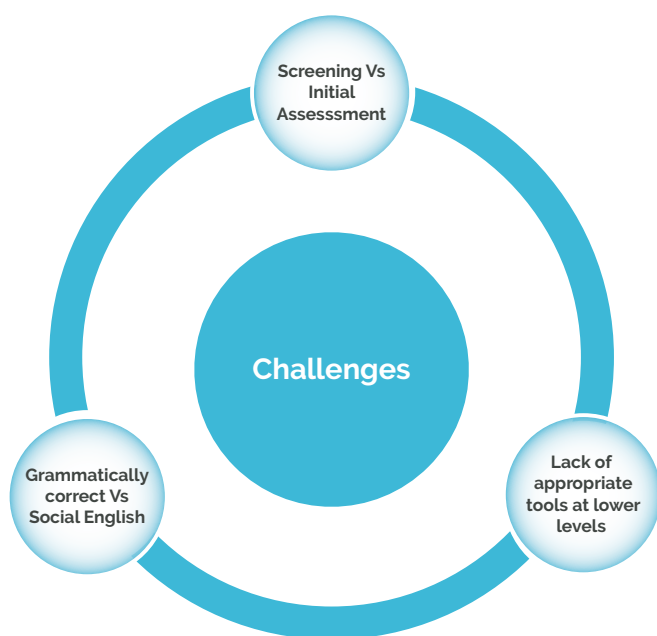 Screening Vs
Initial
Assesssment
Challenges
Grammatically
correct Vs
Social English
Lack of
appropriate
tools at lower
levels